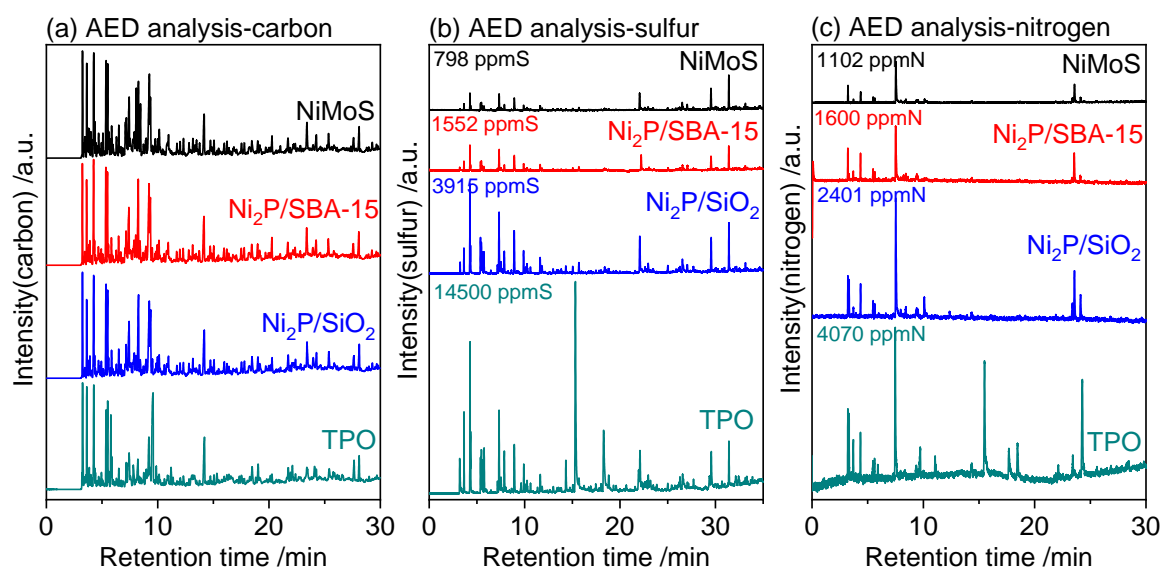 (a) AED analysis-carbon
Intensity(carbon) /a.u.
NiMoS
Ni₂P/SBA-15
Ni₂P/SiO₂
TPO
0 10 20 30
Retention time /min
(b) AED analysis-sulfur
Intensity(sulfur) /a.u.
798 ppmS
NiMoS
1552 ppmS
Ni₂P/SBA-15
3915 ppmS
Ni₂P/SiO₂
14500 ppmS
TPO
0 10 20 30
Retention time /min
(c) AED analysis-nitrogen
Intensity(nitrogen) /a.u.
1102 ppmN
NiMoS
1600 ppmN
Ni₂P/SBA-15
2401 ppmN
Ni₂P/SiO₂
4070 ppmN
TPO
0 10 20 30
Retention time /min